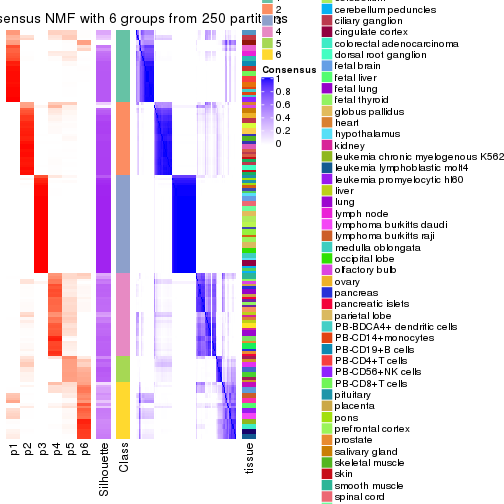 sensus NMF with 6 groups from 250 partitions
2
4
5
6
Consensus
1
0.8
0.6
0.4
0.2
0
p1
p2
p3
p4
p5
p6
Silhouette
Class
tissue
cerebellum peduncles
ciliary ganglion
cingulate cortex
colorectal adenocarcinoma
dorsal root ganglion
fetal brain
fetal liver
fetal lung
fetal thyroid
globus pallidus
heart
hypothalamus
kidney
leukemia chronic myelogenous K562
leukemia lymphoblastic molt4
leukemia promyelocytic hl60
liver
lung
lymph node
lymphoma burkitts daudi
lymphoma burkitts raji
medulla oblongata
occipital lobe
olfactory bulb
ovary
pancreas
pancreatic islets
parietal lobe
PB-BDCA4+ dendritic cells
PB-CD14+monocytes
PB-CD19+B cells
PB-CD4+T cells
PB-CD56+NK cells
PB-CD8+T cells
pituitary
placenta
pons
prefrontal cortex
prostate
salivary gland
skeletal muscle
skin
smooth muscle
spinal cord